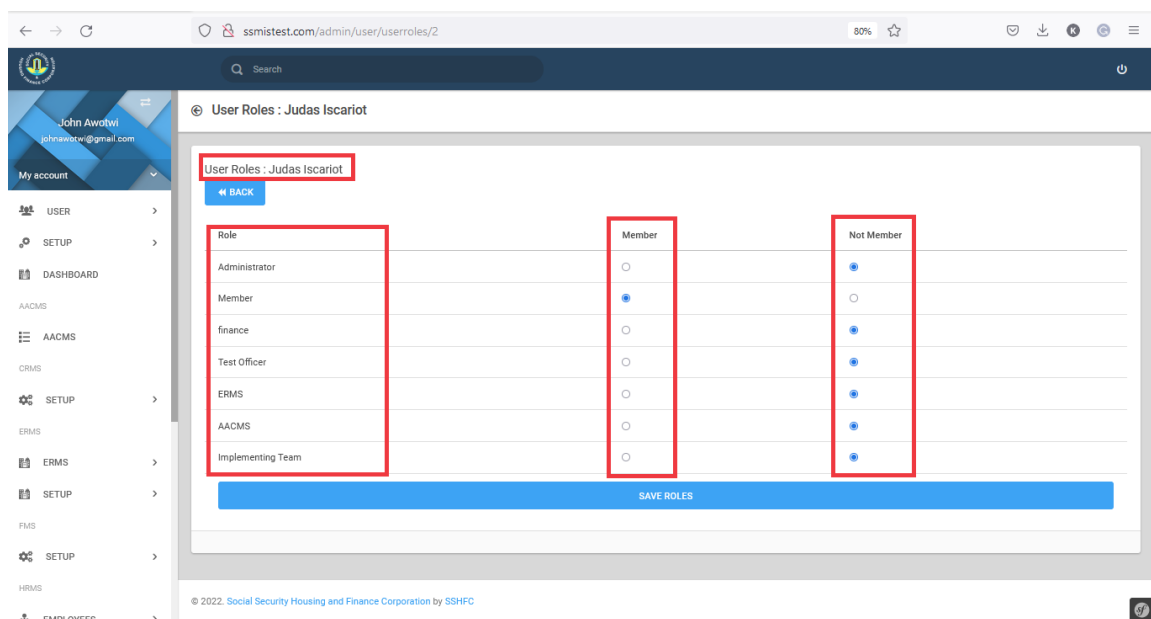 ssmistest.com/admin/user/userroles/2
80%
K
G
Search
John Awotwi
johnawotwi@gmail.com
My account
USER
SETUP
DASHBOARD
AACMS
AACMS
CRMS
SETUP
ERMS
ERMS
SETUP
FMS
SETUP
HRMS
EMPLOYEES
User Roles : Judas Iscariot
User Roles : Judas Iscariot
BACK
Role Member Not Member
Administrator
Member
finance
Test Officer
ERMS
AACMS
Implementing Team
SAVE ROLES
© 2022. Social Security Housing and Finance Corporation by SSHFC
sf